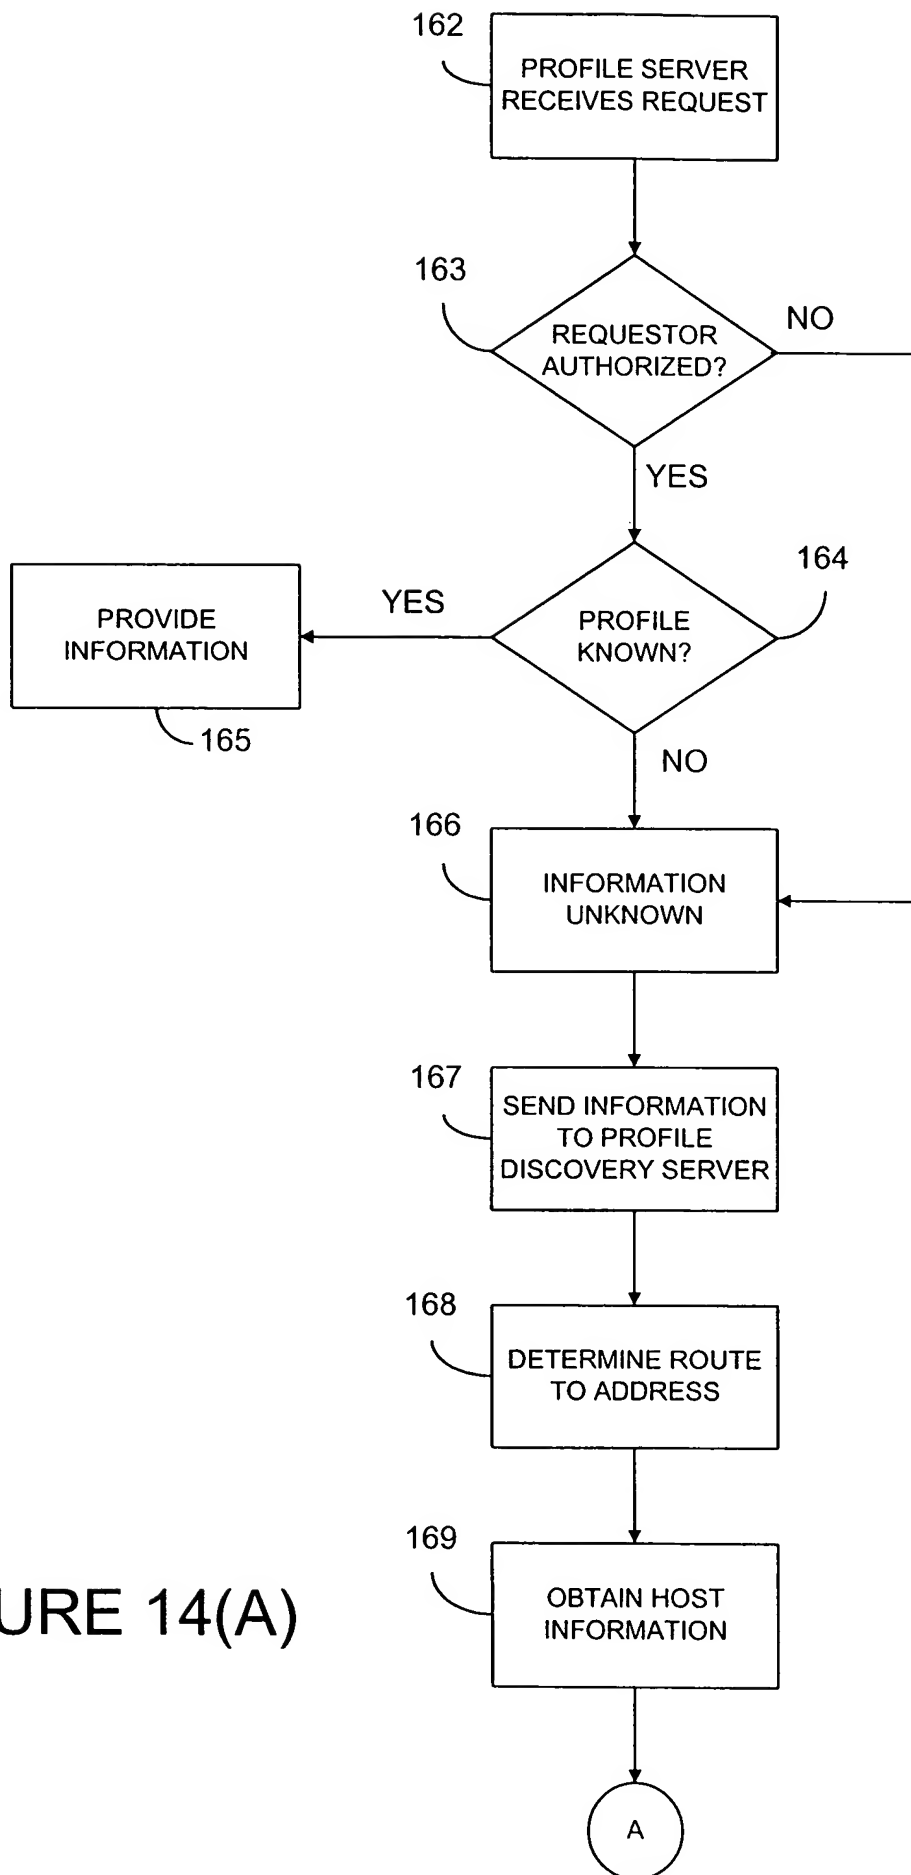 162
PROFILE SERVER
RECEIVES REQUEST
163
REQUESTOR
AUTHORIZED?
NO
YES
164
PROFILE
KNOWN?
YES
PROVIDE
INFORMATION
165
NO
166
INFORMATION
UNKNOWN
167
SEND INFORMATION
TO PROFILE
DISCOVERY SERVER
168
DETERMINE ROUTE
TO ADDRESS
169
OBTAIN HOST
INFORMATION
URE 14(A)
A